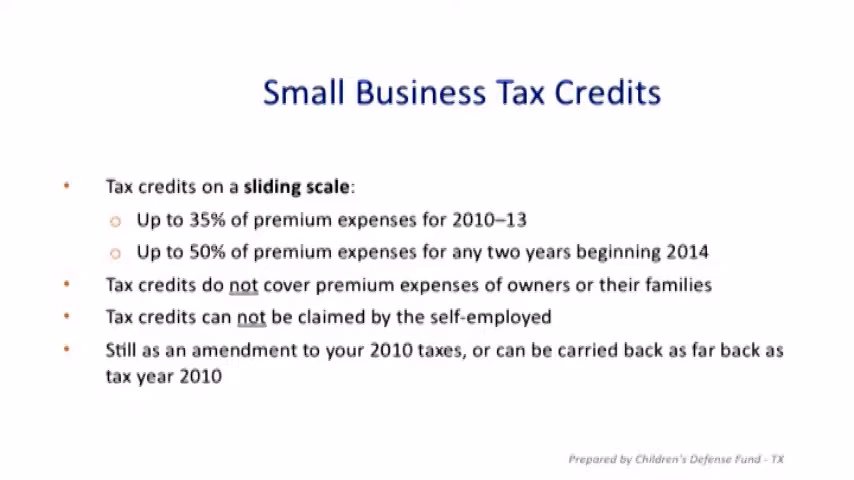 Small Business Tax Credits
• Tax credits on a sliding scale:
o Up to 35% of premium expenses for 2010–13
o Up to 50% of premium expenses for any two years beginning 2014
• Tax credits do not cover premium expenses of owners or their families
• Tax credits can not be claimed by the self-employed
• Still as an amendment to your 2010 taxes, or can be carried back as far back as
tax year 2010
Prepared by Children's Defense Fund - TX